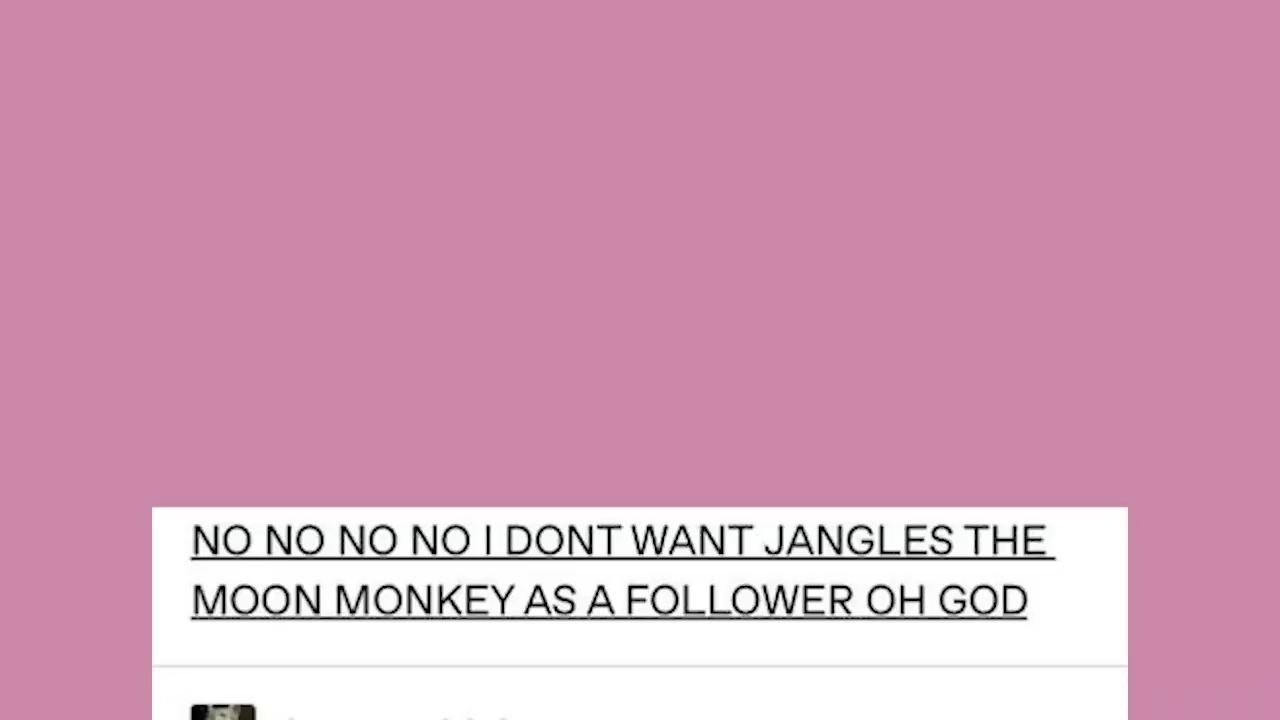 NO NO NO NO I DONT WANT JANGLES THE
MOON MONKEY AS A FOLLOWER OH GOD